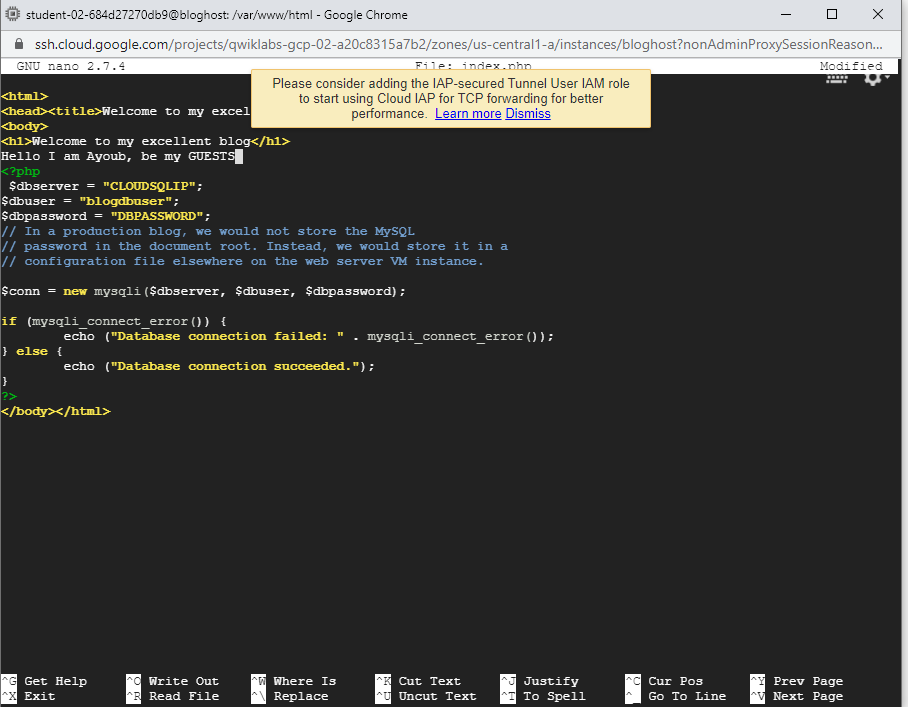 student-02-684d27270db9@bloghost: /var/www/html - Google Chrome
ssh.cloud.google.com/projects/qwiklabs-gcp-02-a20c8315a7b2/zones/us-central1-a/instances/bloghost?nonAdminProxySessionReason...
GNU nano 2.7.4 File: index.php Modified
Please consider adding the IAP-secured Tunnel User IAM role
to start using Cloud IAP for TCP forwarding for better
performance. Learn more Dismiss
<html>
<head><title>Welcome to my excel
<body>
<h1>Welcome to my excellent blog</h1>
Hello I am Ayoub, be my GUESTS
<?php
$dbserver = "CLOUDSQLIP";
$dbuser = "blogdbuser";
$dbpassword = "DBPASSWORD";
// In a production blog, we would not store the MySQL
// password in the document root. Instead, we would store it in a
// configuration file elsewhere on the web server VM instance.
$conn = new mysqli($dbserver, $dbuser, $dbpassword);
if (mysqli_connect_error()) {
echo ("Database connection failed: " . mysqli_connect_error());
} else {
echo ("Database connection succeeded.");
}
?>
</body></html>
^G Get Help ^O Write Out ^W Where Is ^K Cut Text ^J Justify ^C Cur Pos ^Y Prev Page
^X Exit ^R Read File ^\ Replace ^U Uncut Text ^T To Spell ^_ Go To Line ^V Next Page